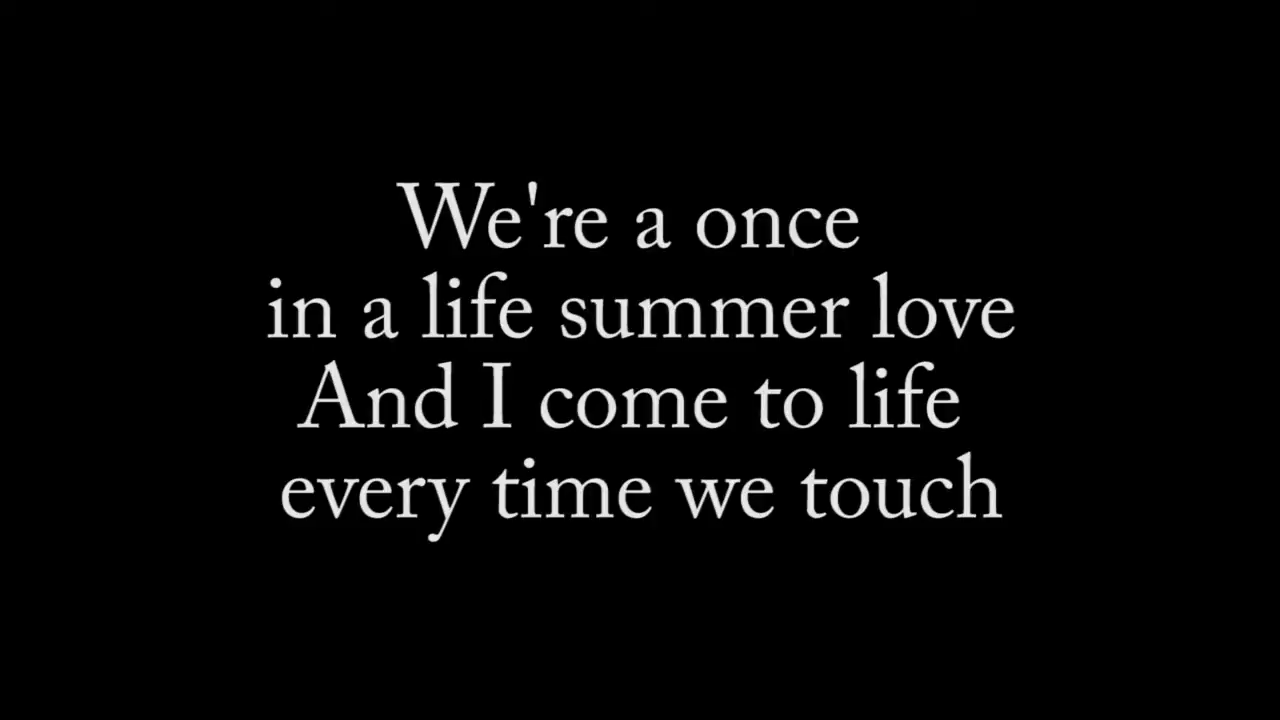 We're a once
in a life summer love
And I come to life
every time we touch